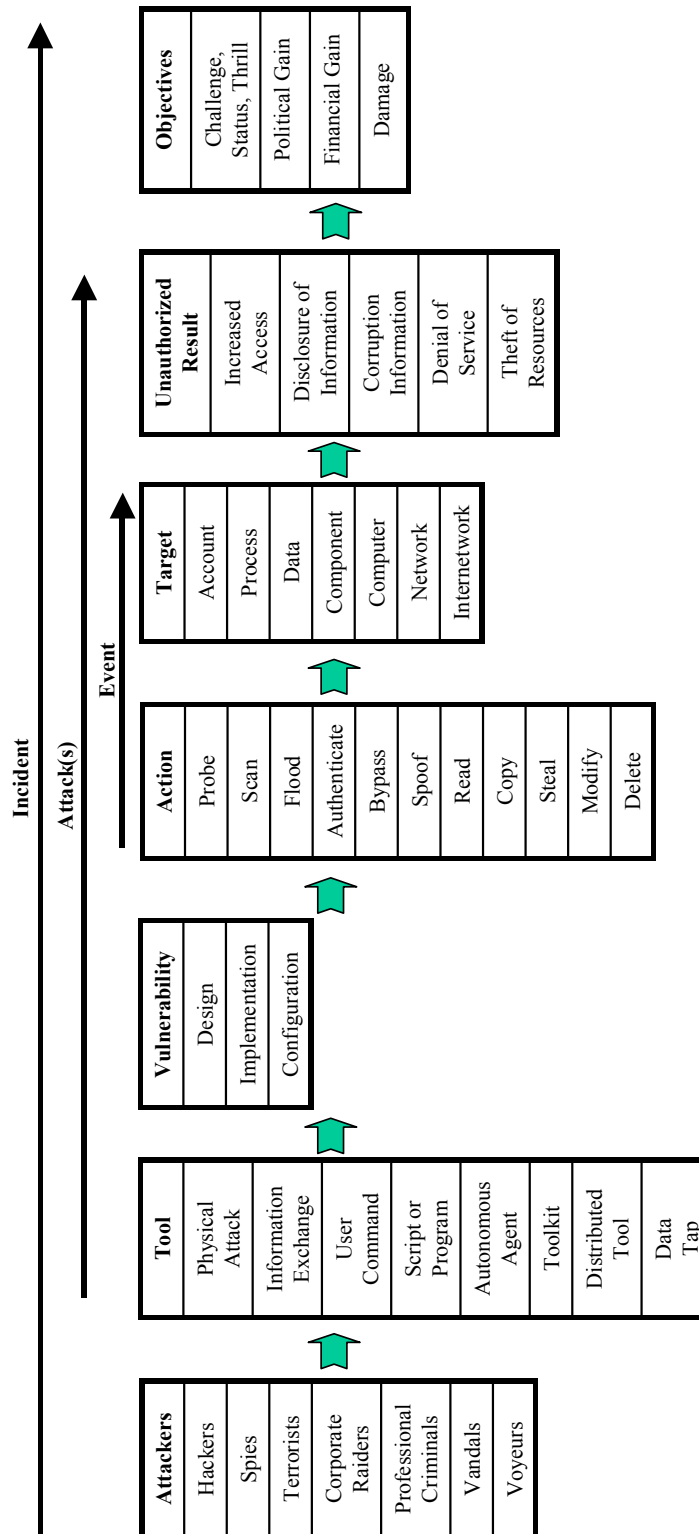 Incident
Attack(s)
Event
Attackers
Hackers
Spies
Terrorists
Corporate
Raiders
Professional
Criminals
Vandals
Voyeurs
Tool
Physical
Attack
Information
Exchange
User
Command
Script or
Program
Autonomous
Agent
Toolkit
Distributed
Tool
Data
Tap
Vulnerability
Design
Implementation
Configuration
Action
Probe
Scan
Flood
Authenticate
Bypass
Spoof
Read
Copy
Steal
Modify
Delete
Target
Account
Process
Data
Component
Computer
Network
Internetwork
Unauthorized
Result
Increased
Access
Disclosure of
Information
Corruption
Information
Denial of
Service
Theft of
Resources
Objectives
Challenge,
Status, Thrill
Political Gain
Financial Gain
Damage